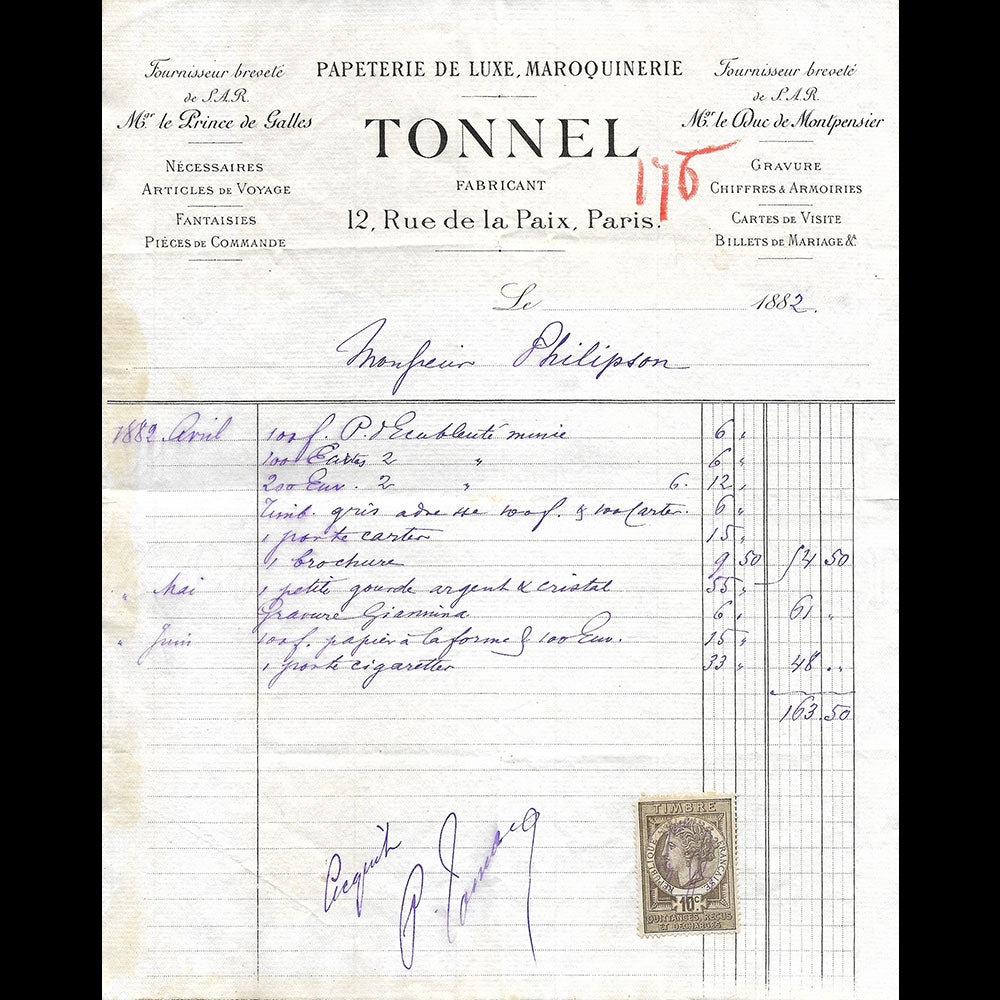 Fournisseur breveté
de S.A.R.
Mgr. le Prince de Galles
NÉCESSAIRES
ARTICLES DE VOYAGE
FANTAISIES
PIÈCES DE COMMANDE
PAPETERIE DE LUXE, MAROQUINERIE
TONNEL
FABRICANT
12, Rue de la Paix, Paris.
176
Fournisseur breveté
de S.A.R.
Mgr. le Duc de Montpensier
GRAVURE
CHIFFRES & ARMOIRIES
CARTES DE VISITE
BILLETS DE MARIAGE &a
Le 1882.
Monsieur Philipson
1882 Avril 100 f. P. d' minie 6 "
100 Cartes 2 " 6 "
200 Env. 2 " 6. 12 "
Timb. gris adresse 100 f. & 100 Cartes. 6 "
1 porte cartes 15 "
1 brochure 9 50 54 50
" Mai 1 petite gourde argent & cristal 55 "
Gravure Giannina 6 " 61 "
" Juin 100 f. papier à la forme & 100 Env. 15 "
1 porte cigarettes 33 " 48 "
163.50
Acquit
P.
TIMBRE
RÉPUBLIQUE FRANÇAISE
10c
QUITTANCES, REÇUS
ET DÉCHARGES